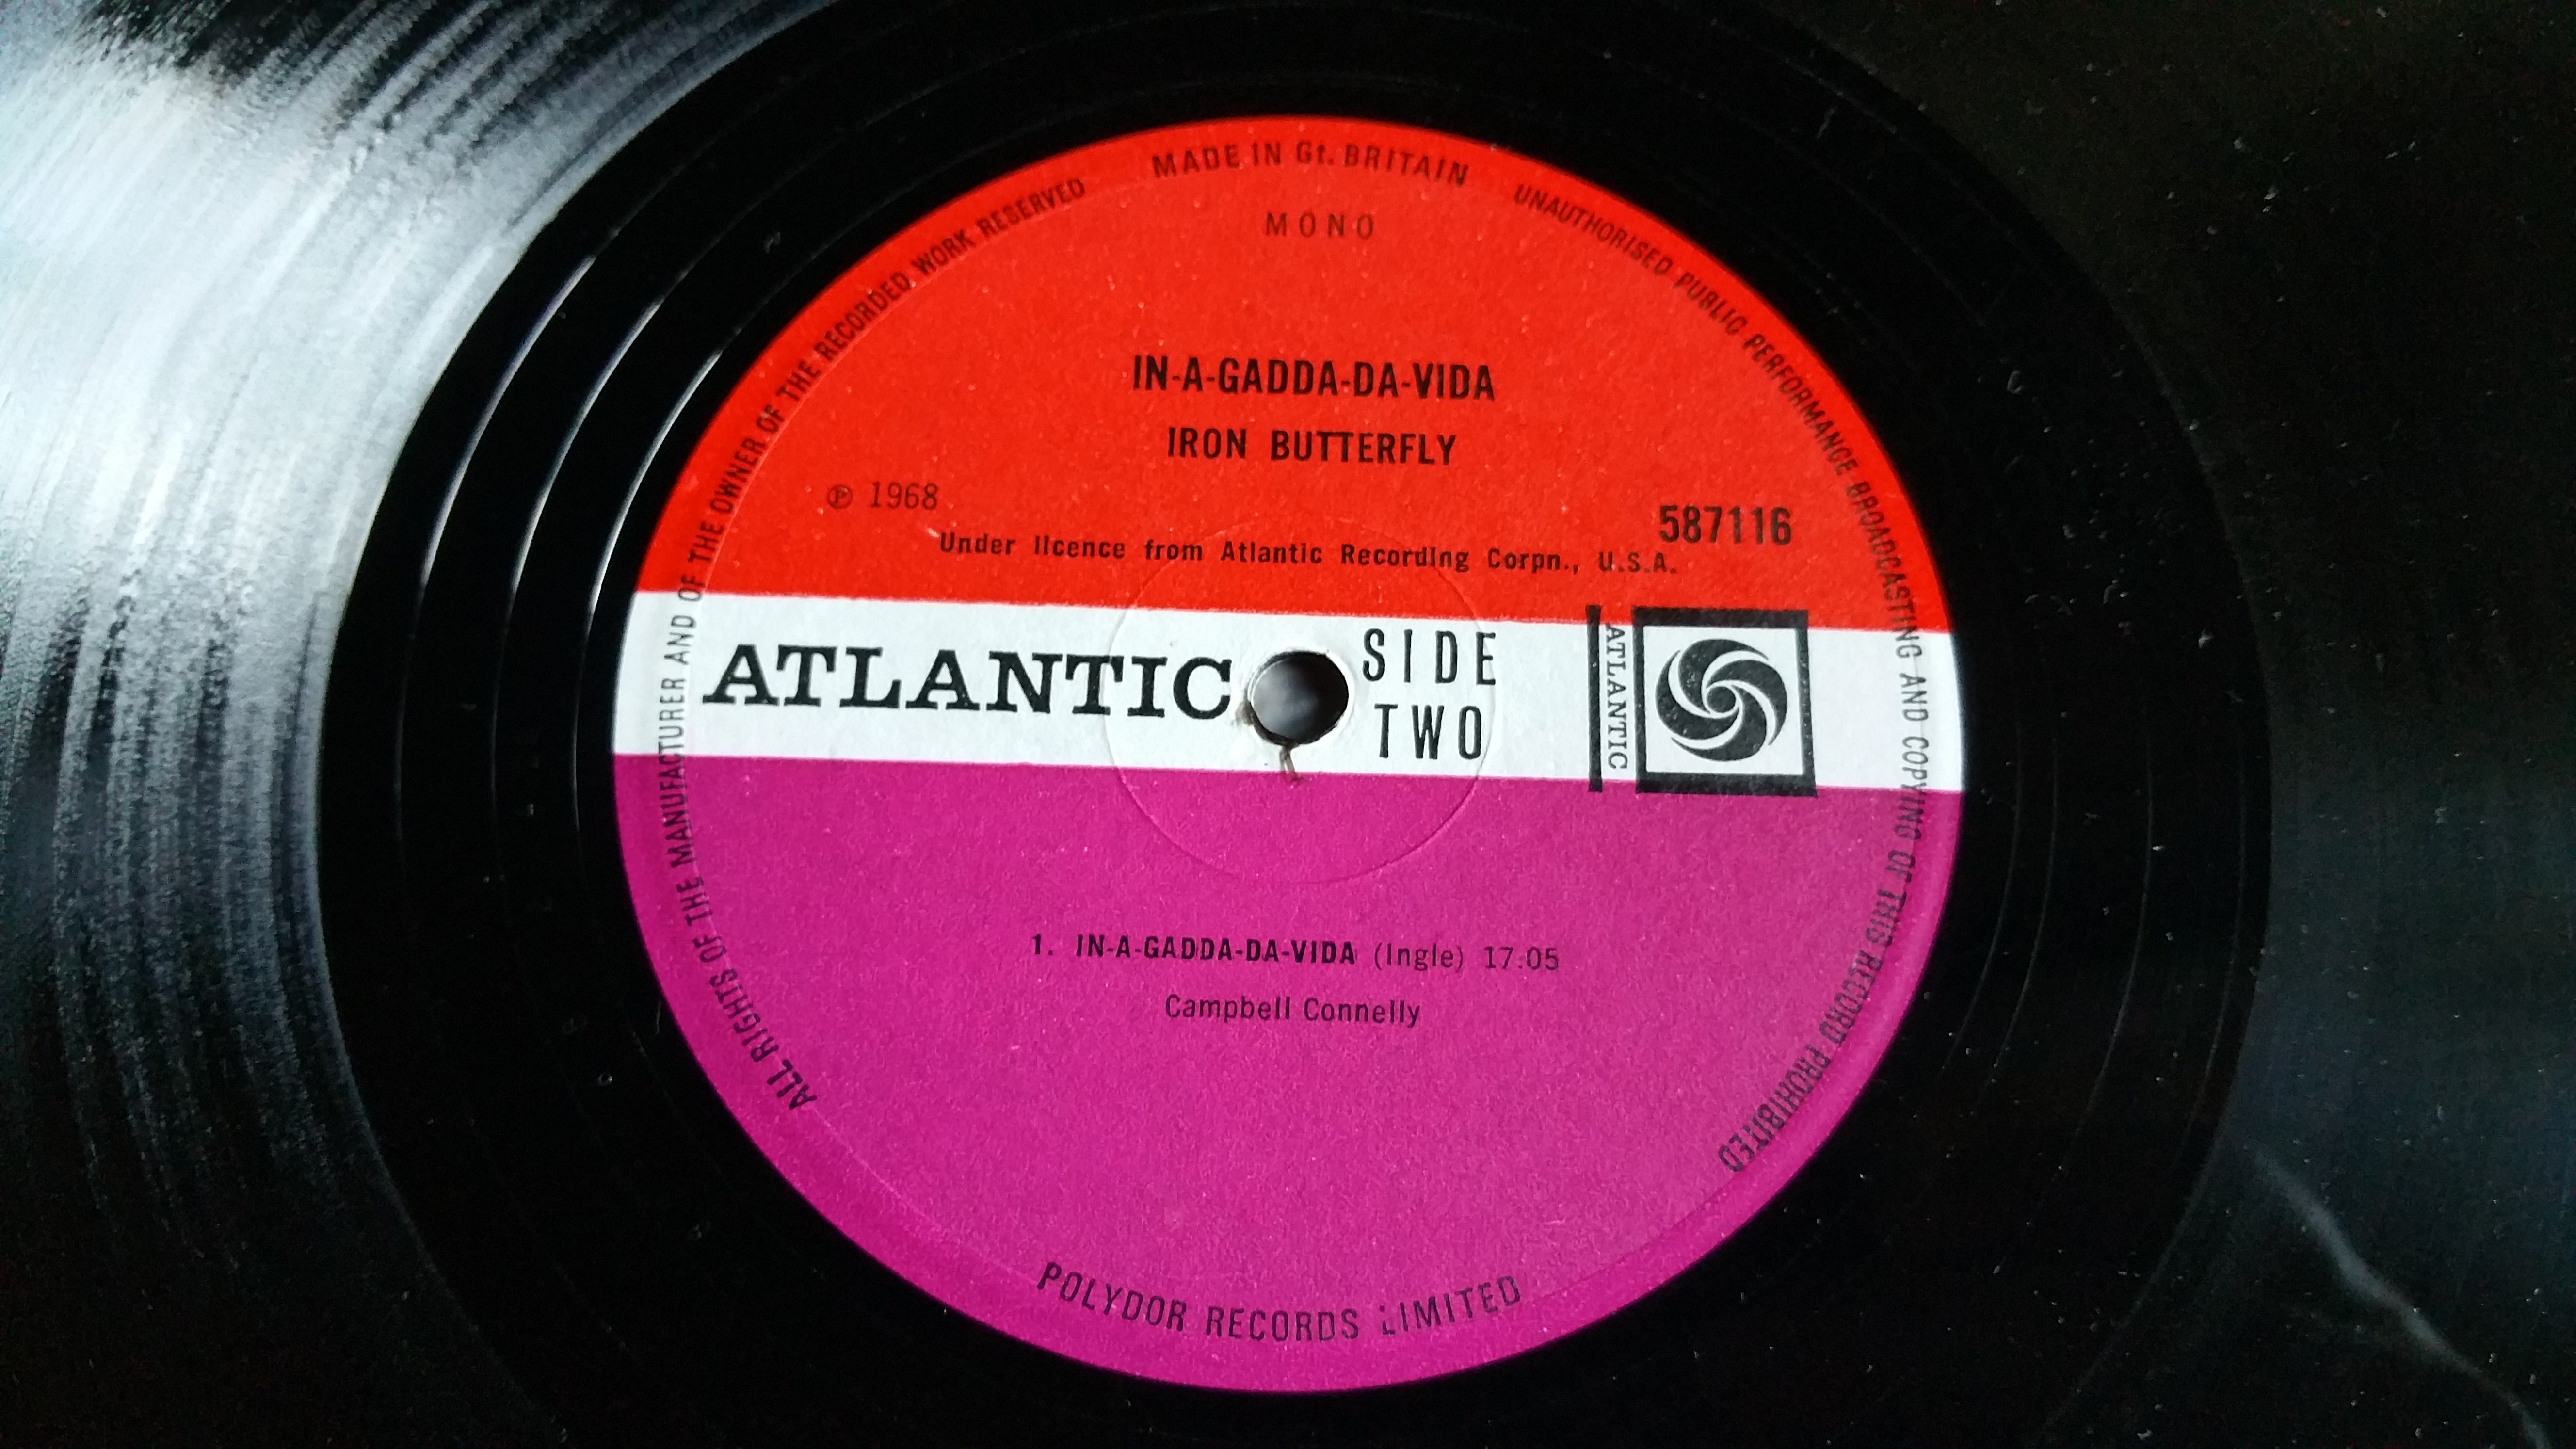 MADE IN Gt. BRITAIN
UNAUTHORISED PUBLIC PERFORMANCE BROADCASTING AND COPYING OF THIS RECORD PROHIBITED
ALL RIGHTS OF THE MANUFACTURER AND OF THE OWNER OF THE RECORDED WORK RESERVED
MONO
IN-A-GADDA-DA-VIDA
IRON BUTTERFLY
℗ 1968
587116
Under licence from Atlantic Recording Corpn., U.S.A.
ATLANTIC
SIDE
TWO
ATLANTIC
1. IN-A-GADDA-DA-VIDA (Ingle) 17.05
Campbell Connelly
POLYDOR RECORDS LIMITED